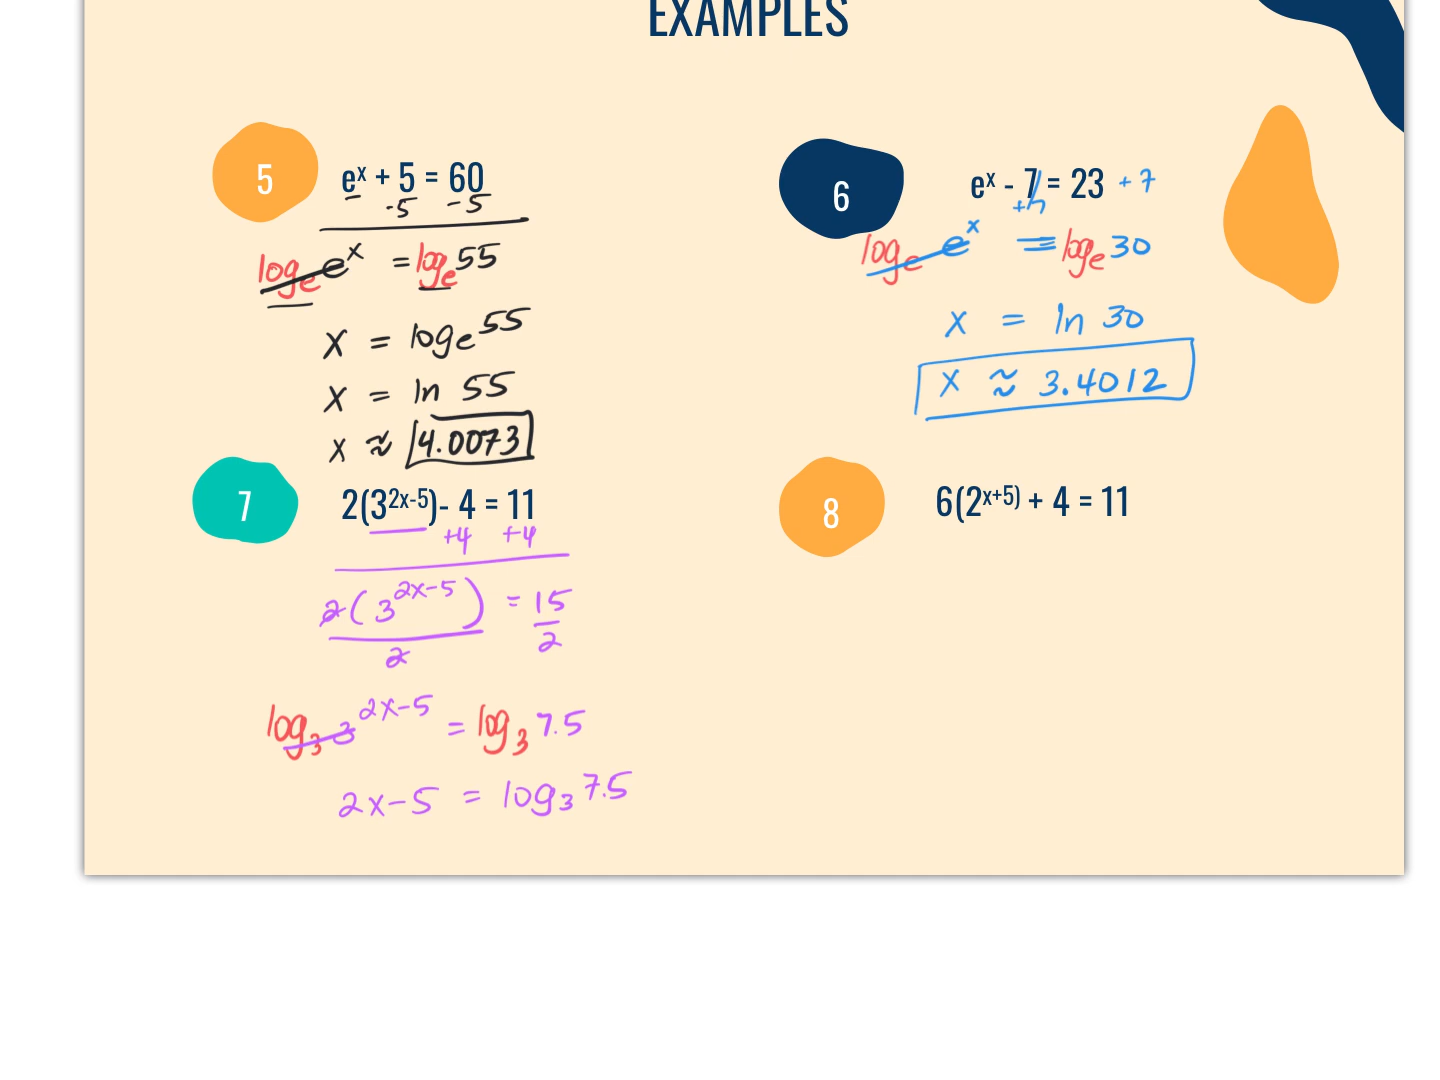 EXAMPLES
5
eˣ + 5 = 60
-5 -5
logₑ eˣ = logₑ 55
x = logₑ 55
x = ln 55
x ≈ 4.0073
6
eˣ - 7 = 23 + 7
+7
logₑ eˣ = logₑ 30
x = ln 30
x ≈ 3.4012
7
2(3²ˣ⁻⁵)- 4 = 11
+4 +4
2(3²ˣ⁻⁵) = 15
2 2
log₃ 3²ˣ⁻⁵ = log₃ 7.5
2x-5 = log₃ 7.5
8
6(2ˣ⁺⁵⁾ + 4 = 11